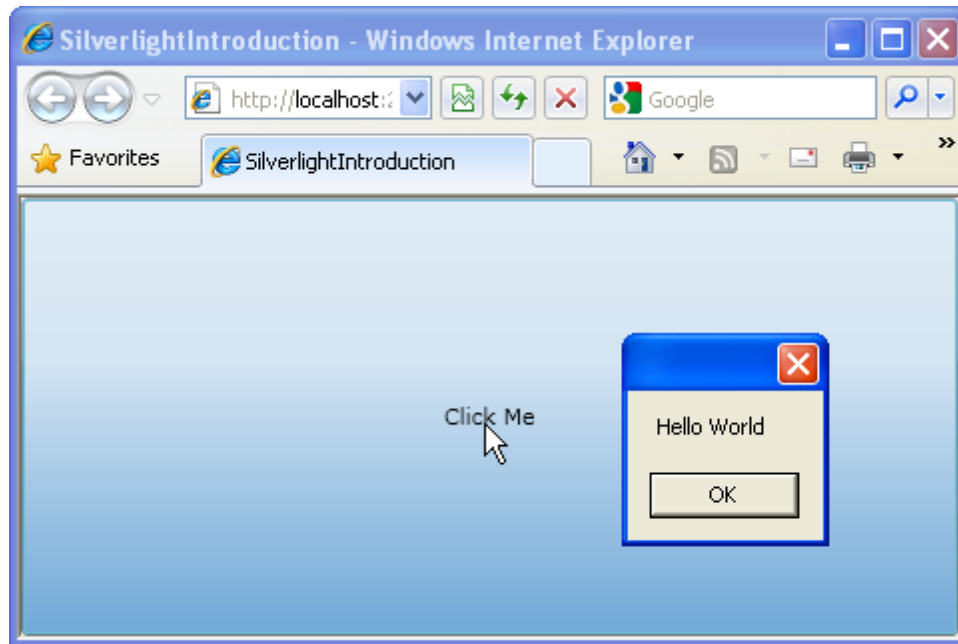 SilverlightIntroduction - Windows Internet Explorer
http://localhost:
Google
Favorites
SilverlightIntroduction
»
Click Me
Hello World
OK